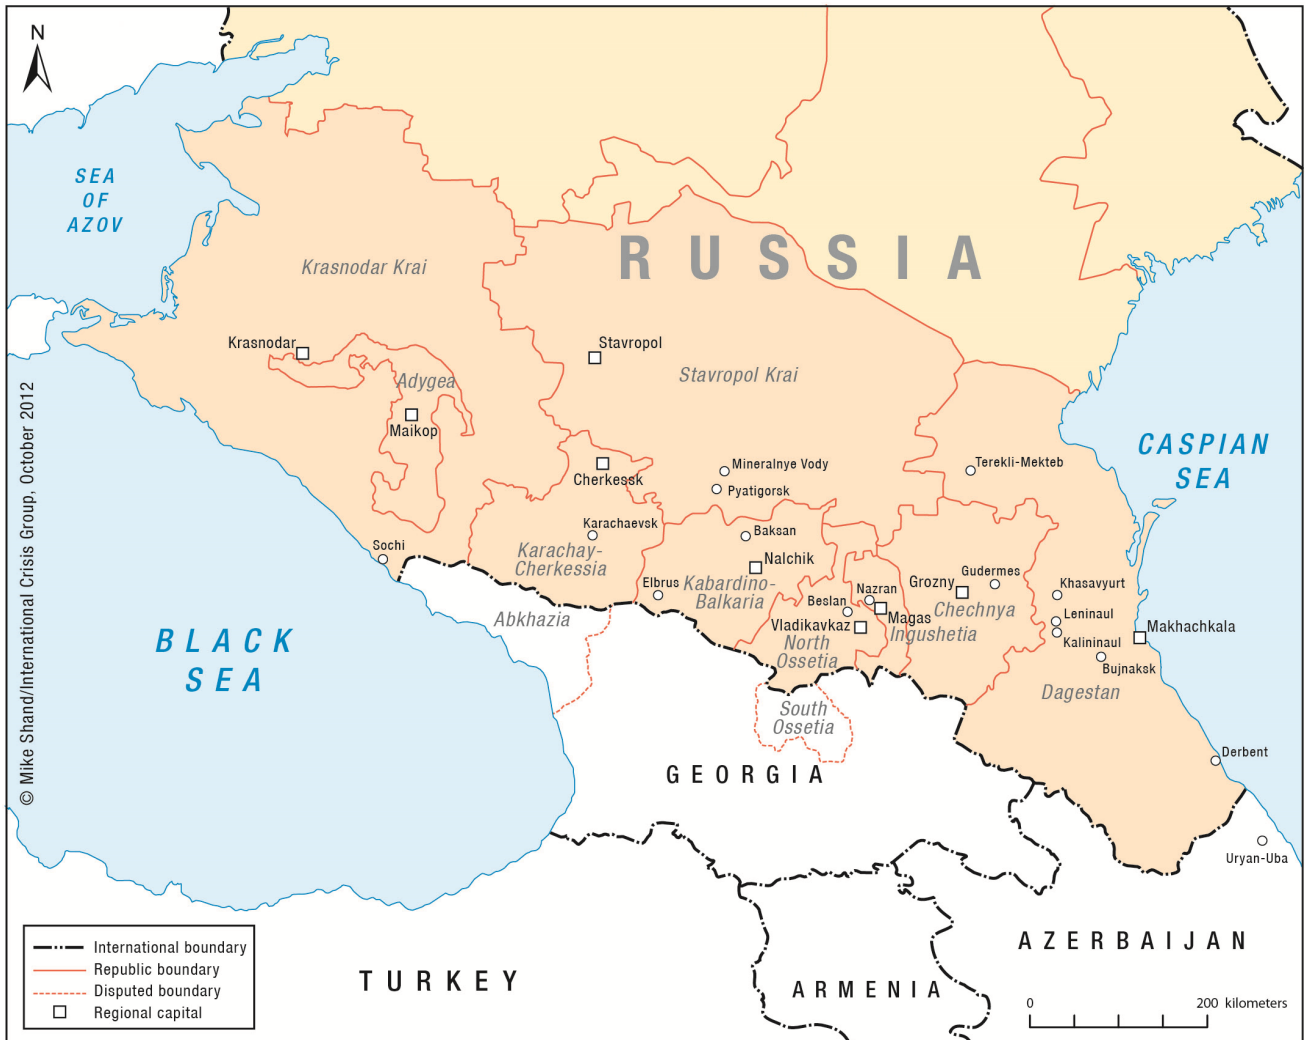 N
SEA
OF
AZOV
RUSSIA
Krasnodar Krai
Krasnodar
Stavropol
Adygea
Stavropol Krai
Maikop
CASPIAN
SEA
Mineralnye Vody
Terekli-Mekteb
Cherkessk
Pyatigorsk
Karachaevsk
Baksan
Sochi
Karachay-
Cherkessia
Nalchik
Elbrus
Kabardino-
Balkaria
Gudermes
Grozny
Khasavyurt
Nazran
Beslan
Chechnya
Abkhazia
Magas
Leninaul
Vladikavkaz
Ingushetia
Makhachkala
North
Ossetia
Kalininaul
Bujnaksk
BLACK
SEA
Dagestan
South
Ossetia
Derbent
GEORGIA
Uryan-Uba
© Mike Shand/International Crisis Group, October 2012
AZERBAIJAN
TURKEY
ARMENIA
International boundary
Republic boundary
Disputed boundary
Regional capital
0 200 kilometers